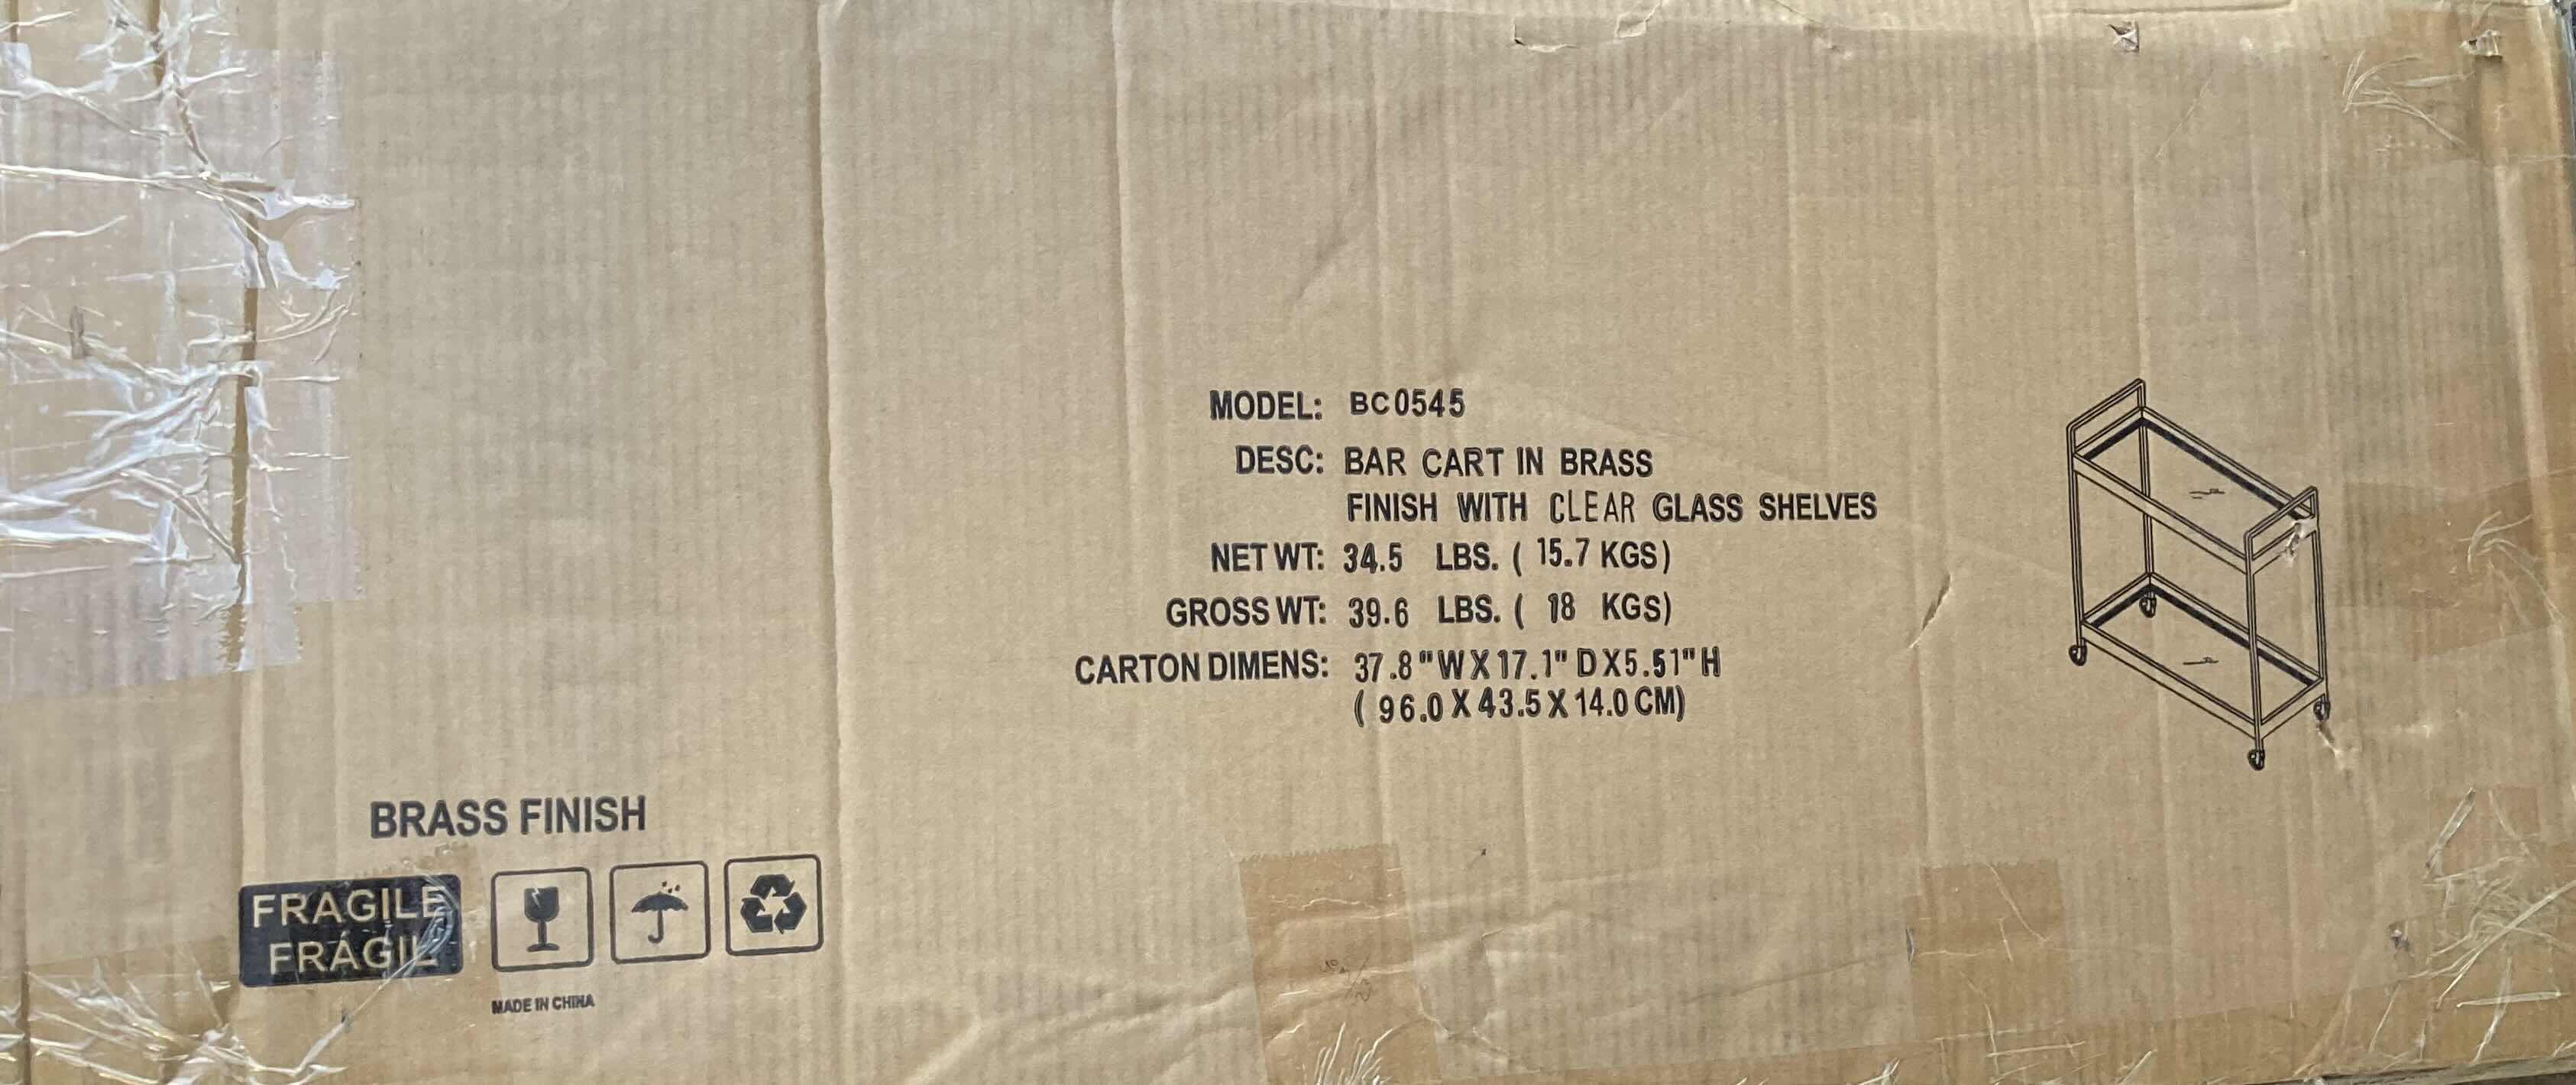 MODEL: BC0545
DESC: BAR CART IN BRASS
FINISH WITH CLEAR GLASS SHELVES
NET WT: 34.5 LBS. ( 15.7 KGS)
GROSS WT: 39.6 LBS. ( 18 KGS)
CARTON DIMENS: 37.8"W X 17.1" D X 5.51" H
( 96.0 X 43.5 X 14.0 CM)
BRASS FINISH
FRAGILE
FRÁGIL
MADE IN CHINA